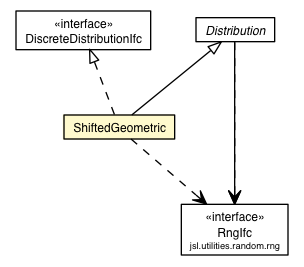 «interface»
DiscreteDistributionIfc
Distribution
ShiftedGeometric
«interface»
RngIfc
jsl.utilities.random.rng